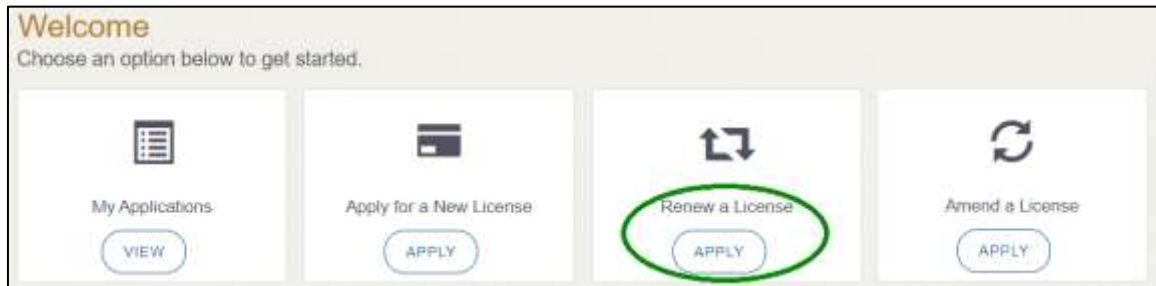 Welcome
Choose an option below to get started.
My Applications
VIEW
Apply for a New License
APPLY
Renew a License
APPLY
Amend a License
APPLY